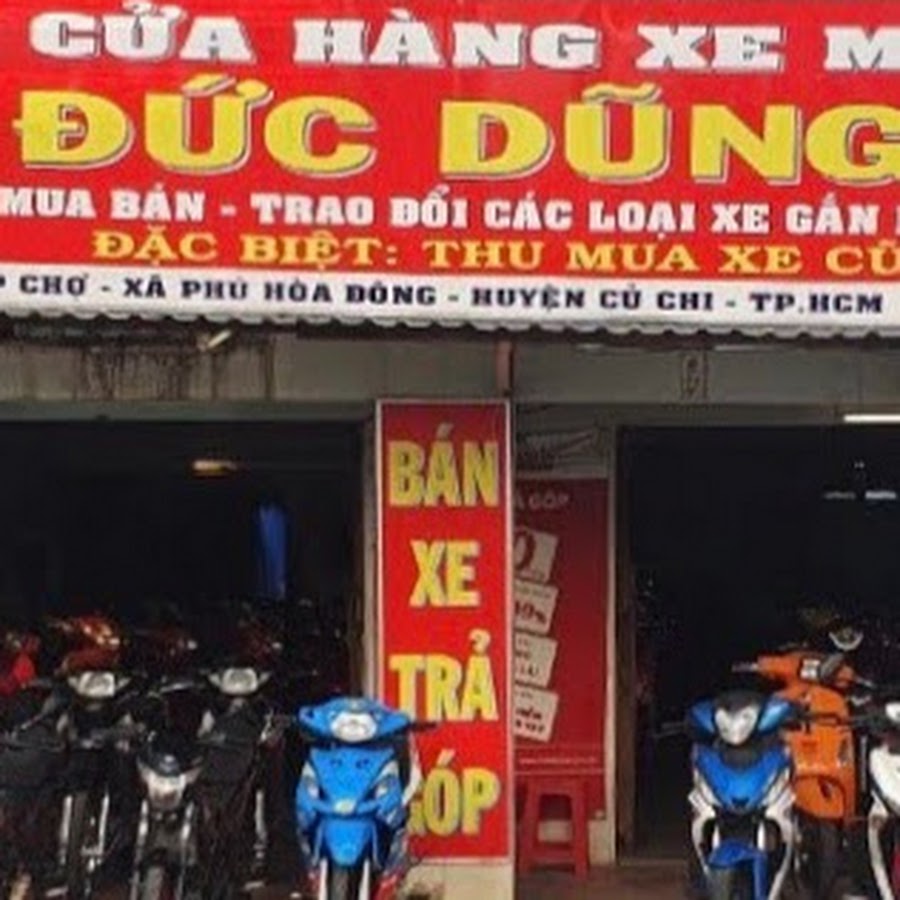 CỬA HÀNG XE M
ĐỨC DŨNG
MUA BÁN - TRAO ĐỔI CÁC LOẠI XE GẮN
ĐẶC BIỆT: THU MUA XE CŨ
P CHỢ - XÃ PHÚ HÒA ĐÔNG - HUYỆN CỦ CHI - TP.HCM
BÁN
XE
TRẢ
GÓP
GÓP